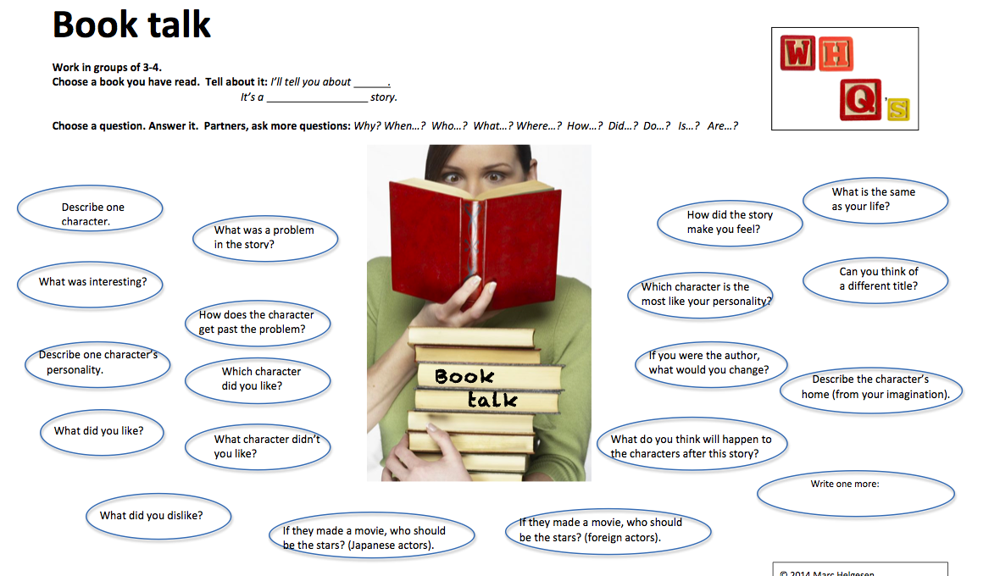 Book talk
Work in groups of 3-4.
Choose a book you have read. Tell about it: I'll tell you about ______.
It's a _________________ story.
Choose a question. Answer it. Partners, ask more questions: Why? When...? Who...? What...? Where...? How...? Did...? Do...? Is...? Are...?
W H
Q 's
Describe one
character.
What was a problem
in the story?
What was interesting?
How does the character
get past the problem?
Describe one character's
personality.
Which character
did you like?
What did you like?
What character didn't
you like?
What did you dislike?
If they made a movie, who should
be the stars? (Japanese actors).
Book
talk
How did the story
make you feel?
What is the same
as your life?
Which character is the
most like your personality?
Can you think of
a different title?
If you were the author,
what would you change?
Describe the character's
home (from your imagination).
What do you think will happen to
the characters after this story?
Write one more:
If they made a movie, who should
be the stars? (foreign actors).
© 2014 Marc Helgesen